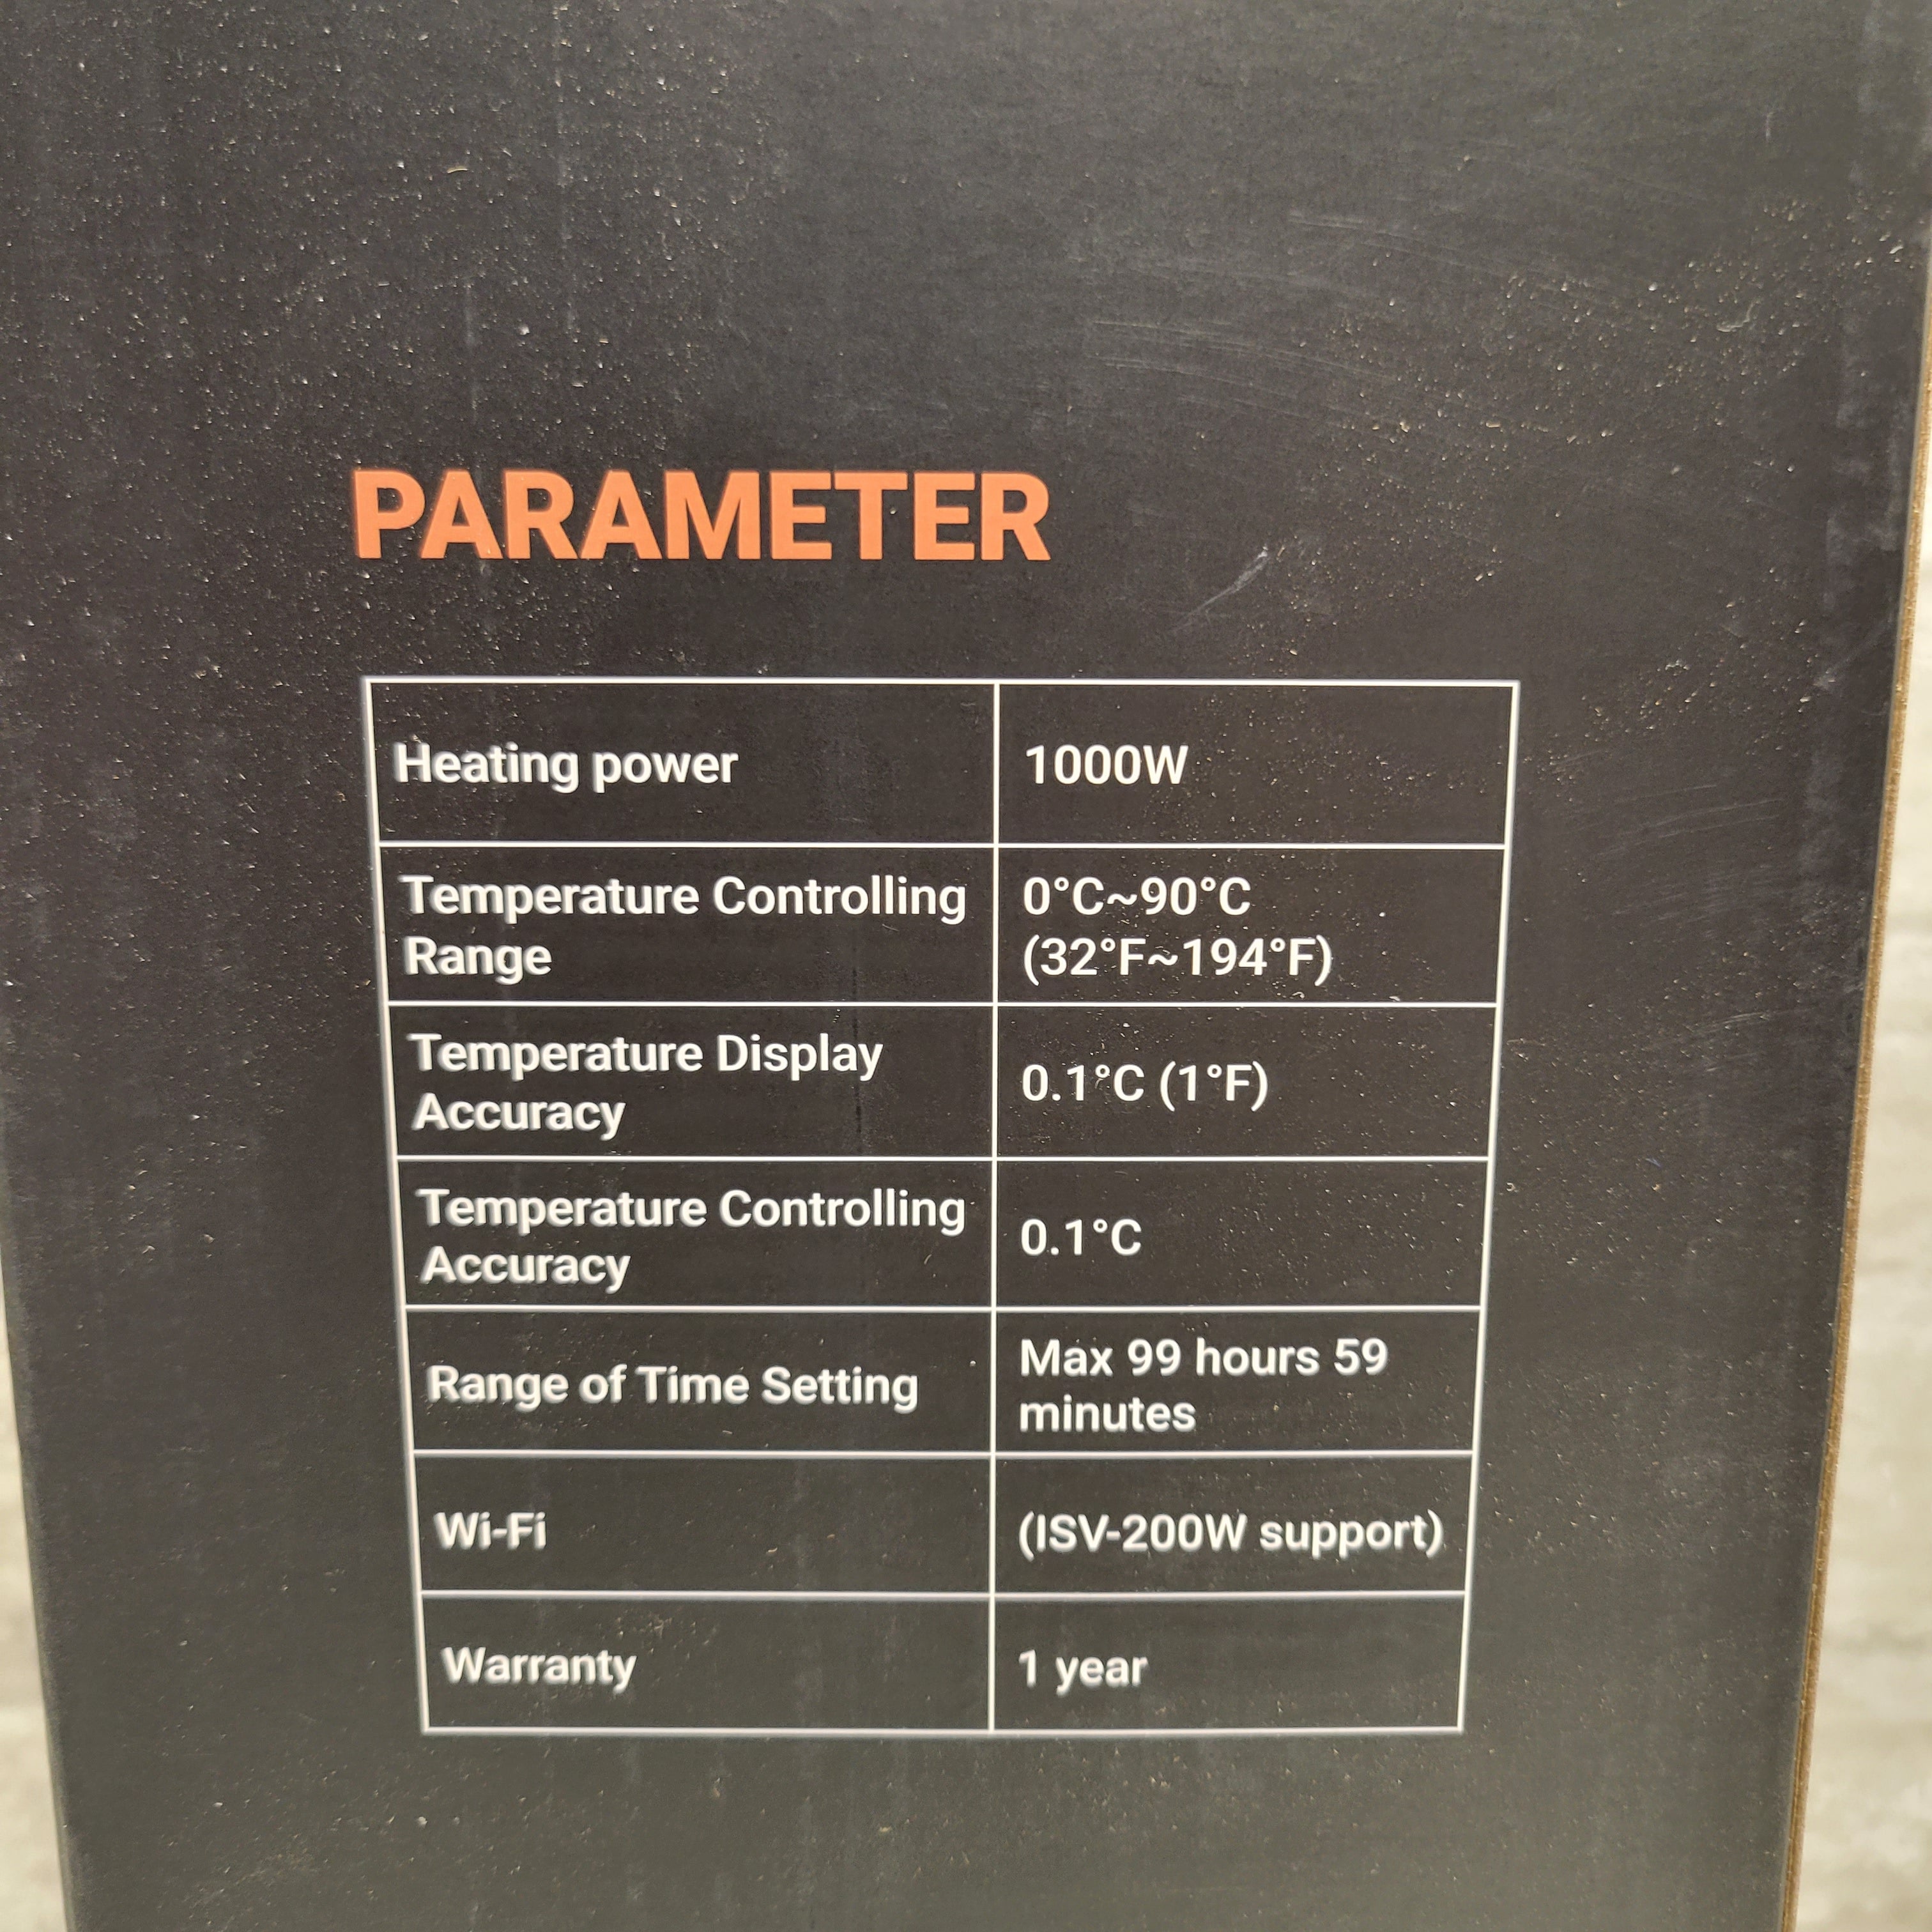 PARAMETER
Heating power
1000W
Temperature Controlling
Range
0°C~90°C
(32°F~194°F)
Temperature Display
Accuracy
0.1°C (1°F)
Temperature Controlling
Accuracy
0.1°C
Range of Time Setting
Max 99 hours 59
minutes
Wi-Fi
(ISV-200W support)
Warranty
1 year